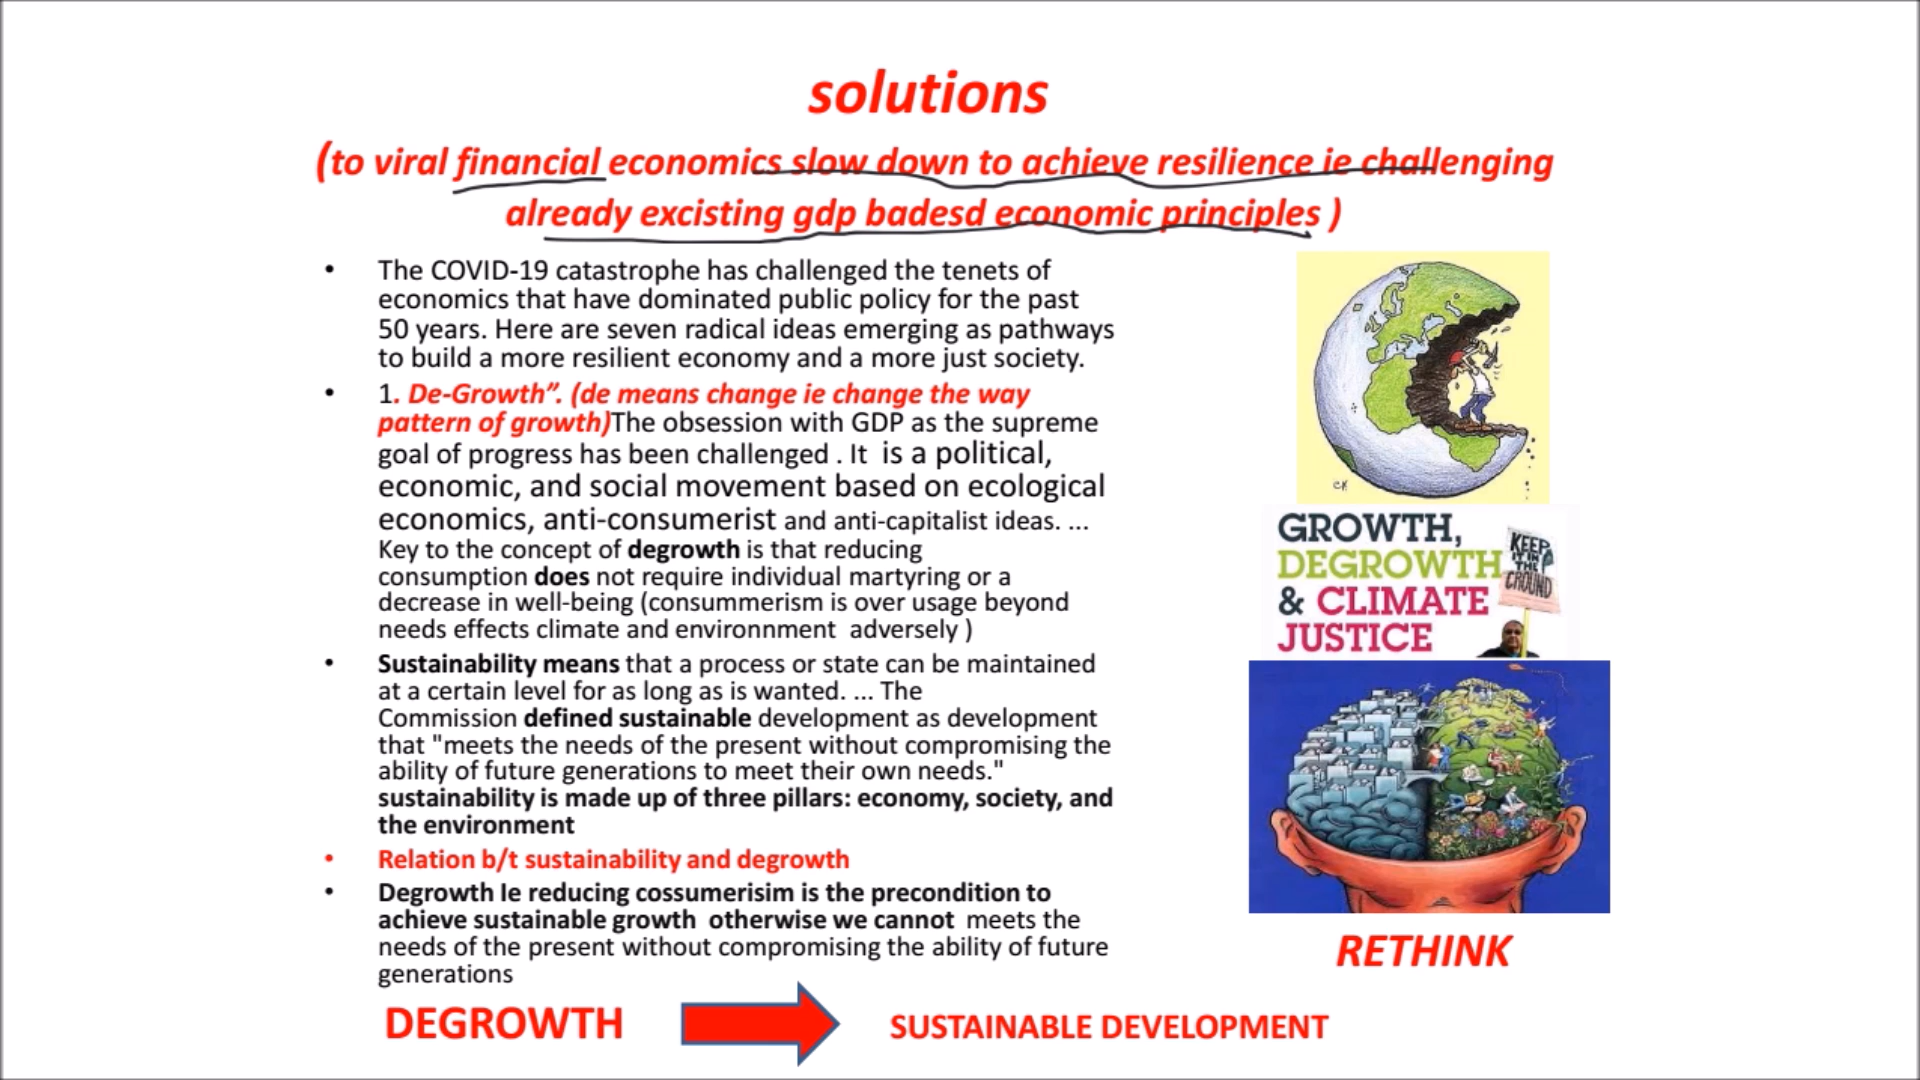 solutions
(to viral financial economics slow down to achieve resilience ie challenging
already excisting gdp badesd economic principles )
• The COVID-19 catastrophe has challenged the tenets of
economics that have dominated public policy for the past
50 years. Here are seven radical ideas emerging as pathways
to build a more resilient economy and a more just society.
• 1. De-Growth”. (de means change ie change the way
pattern of growth)The obsession with GDP as the supreme
goal of progress has been challenged . It is a political,
economic, and social movement based on ecological
economics, anti-consumerist and anti-capitalist ideas. ...
Key to the concept of degrowth is that reducing
consumption does not require individual martyring or a
decrease in well-being (consummerism is over usage beyond
needs effects climate and environnment adversely )
• Sustainability means that a process or state can be maintained
at a certain level for as long as is wanted. ... The
Commission defined sustainable development as development
that "meets the needs of the present without compromising the
ability of future generations to meet their own needs."
sustainability is made up of three pillars: economy, society, and
the environment
• Relation b/t sustainability and degrowth
• Degrowth Ie reducing cossumerisim is the precondition to
achieve sustainable growth otherwise we cannot meets the
needs of the present without compromising the ability of future
generations
DEGROWTH
SUSTAINABLE DEVELOPMENT
CK
GROWTH,
DEGROWTH
& CLIMATE
JUSTICE
KEEP
IT IN
THE
GROUND
RETHINK